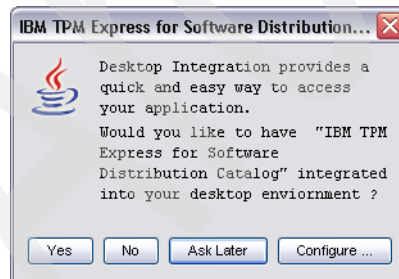 IBM TPM Express for Software Distribution...
Desktop Integration provides a
quick and easy way to access
your application.
Would you like to have "IBM TPM
Express for Software
Distribution Catalog" integrated
into your desktop enviornment ?
Yes No Ask Later Configure ...